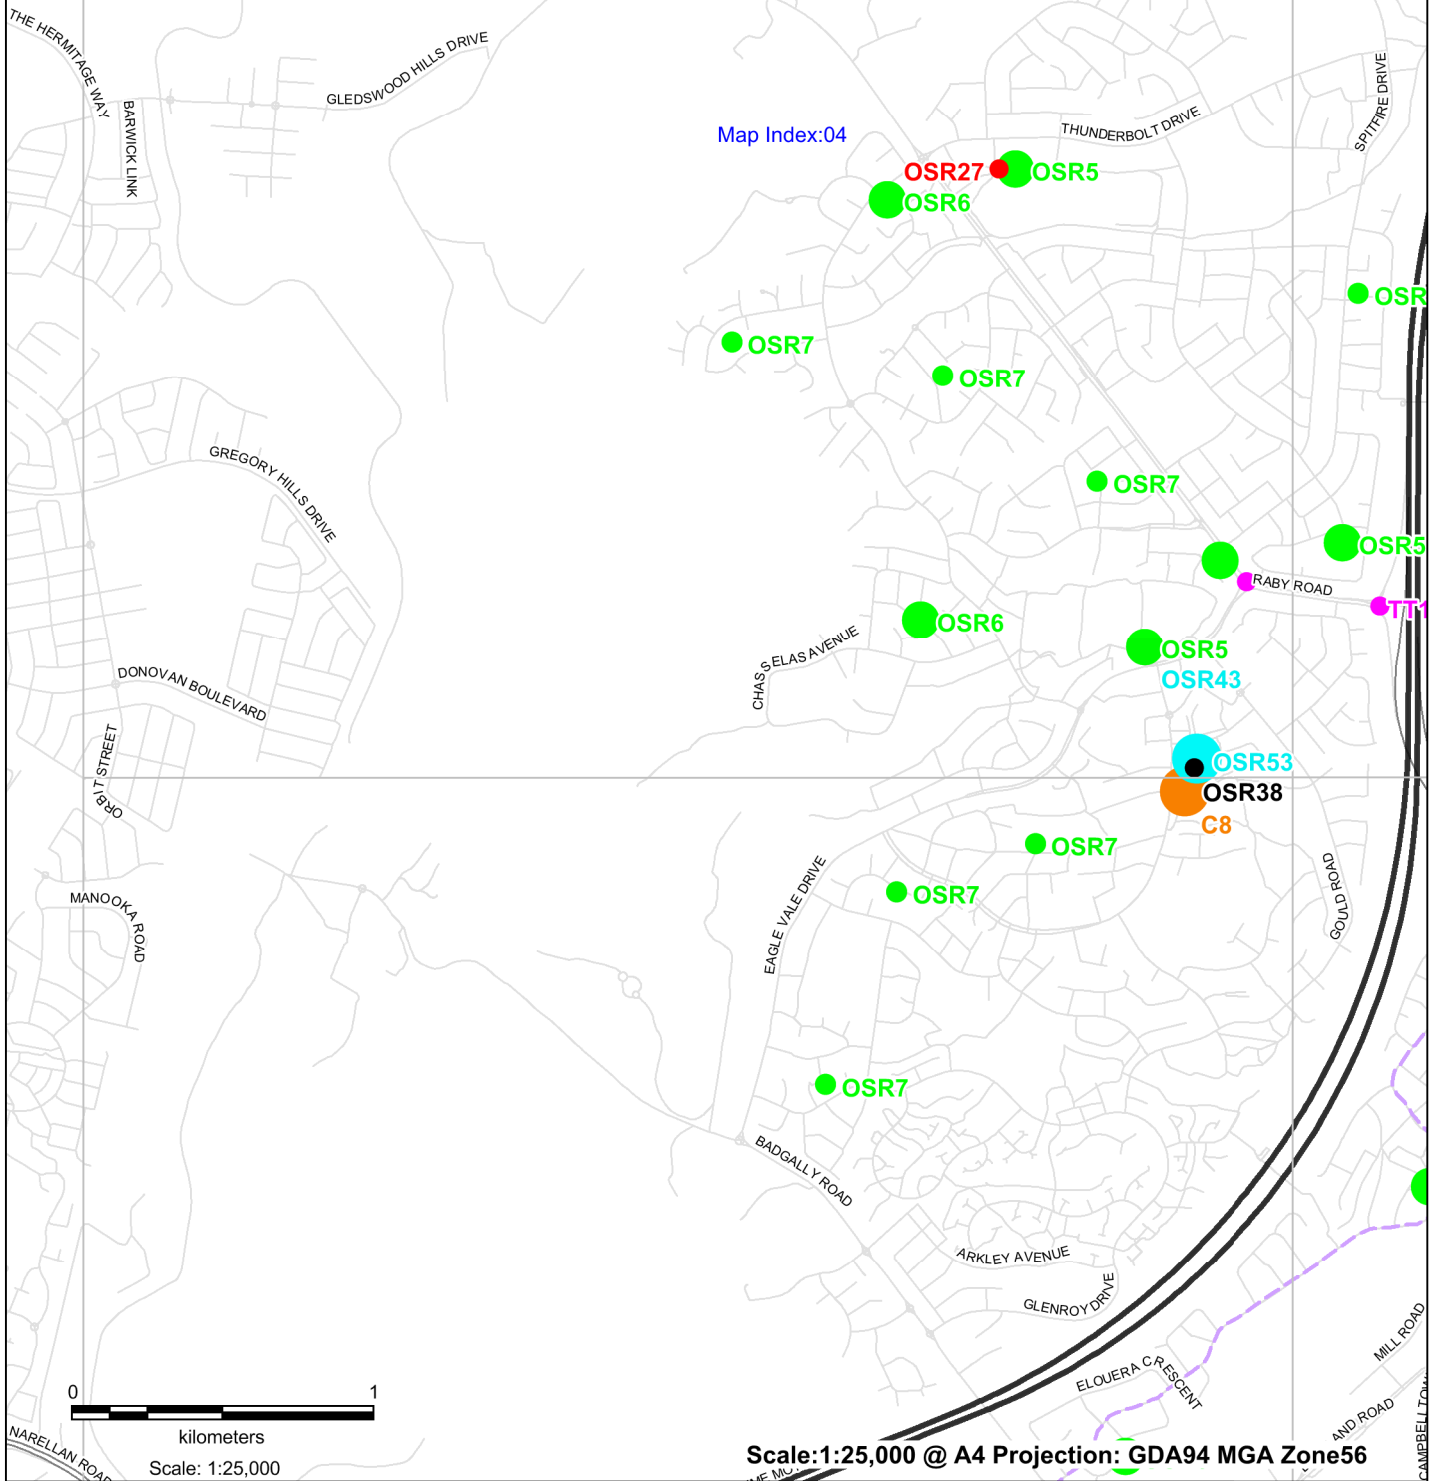 THE HERMITAGE WAY
BARWICK LINK
GLEDSWOOD HILLS DRIVE
Map Index:04
THUNDERBOLT DRIVE
SPITFIRE DRIVE
OSR27
OSR5
OSR6
OSR
OSR7
OSR7
GREGORY HILLS DRIVE
OSR7
OSR5
RABY ROAD
TT1
OSR6
CHAS S ELAS AVENUE
OSR5
OSR43
DONOVAN BOULEVARD
ORBIT STREET
OSR53
OSR38
C8
OSR7
OSR7
EAGLE VALE DRIVE
GOULD ROAD
MANOOKA ROAD
OSR7
BADGALLY ROAD
ARKLEY AVENUE
GLENROY DRIVE
MILL ROAD
ELOUERA CRESCENT
AND ROAD
CAMPBELLTOW
0 1
kilometers
Scale: 1:25,000
NARELLAN ROAD
Scale:1:25,000 @ A4 Projection: GDA94 MGA Zone56